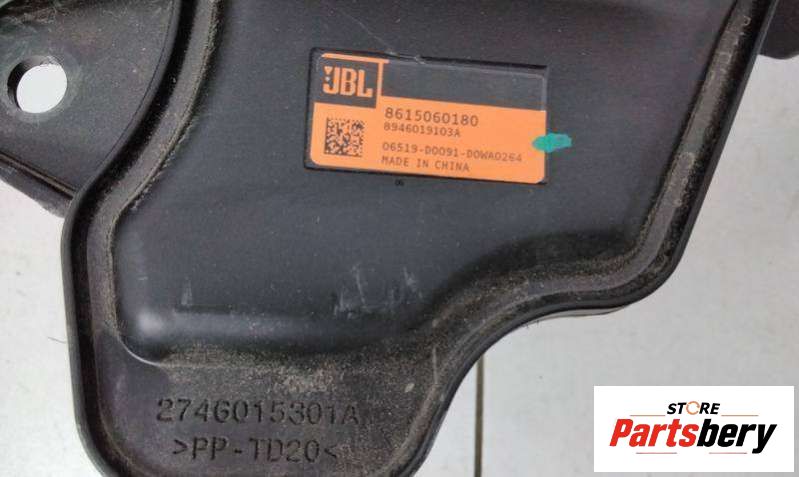 JBL
8615060180
8946019103A
06519-D0091-D0WA0264
MADE IN CHINA
2746015301A
>PP-TD20<
STORE
Partsbery